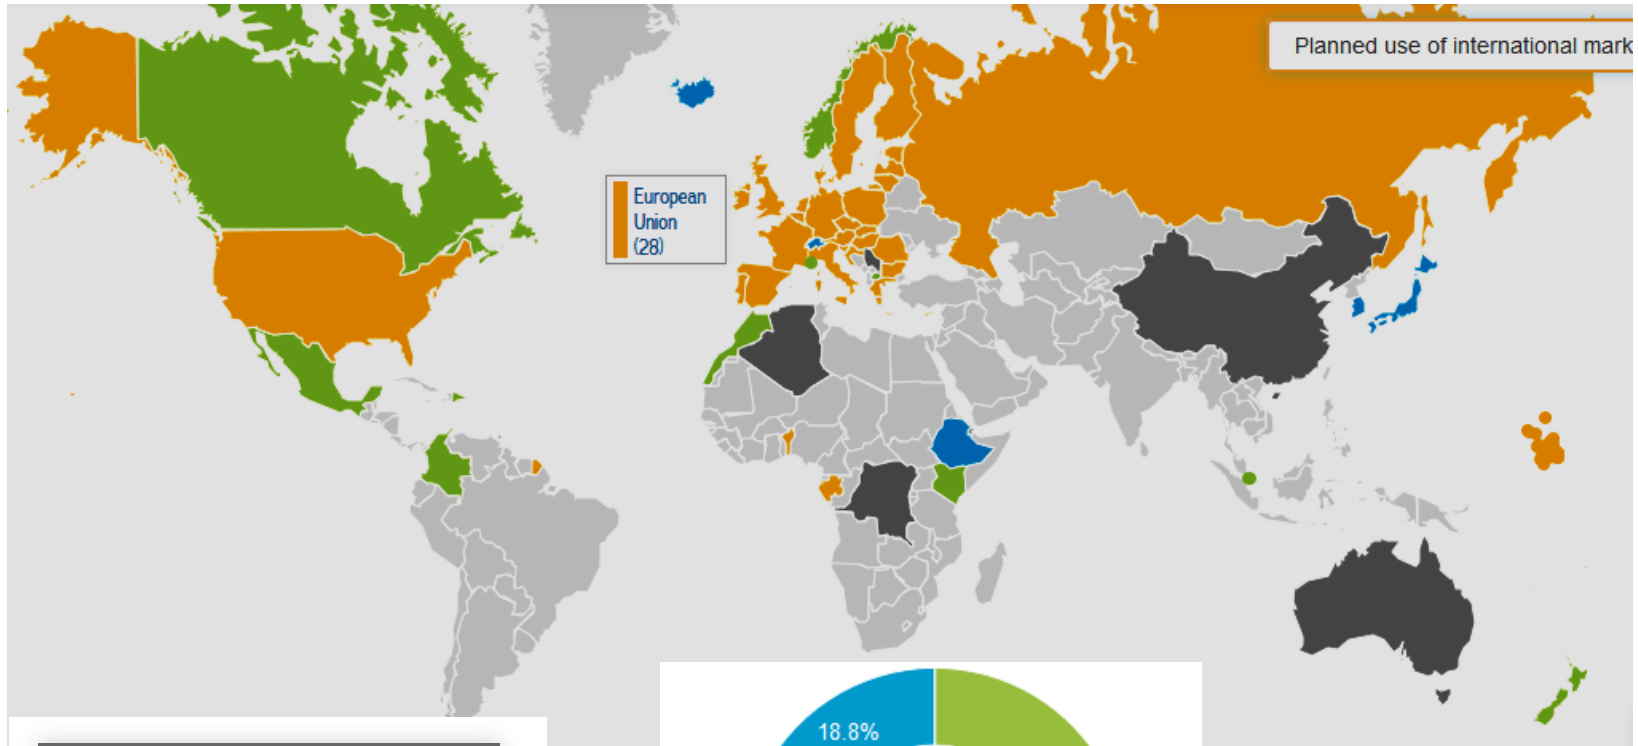 Planned use of international mark
European
Union
(28)
18.8%